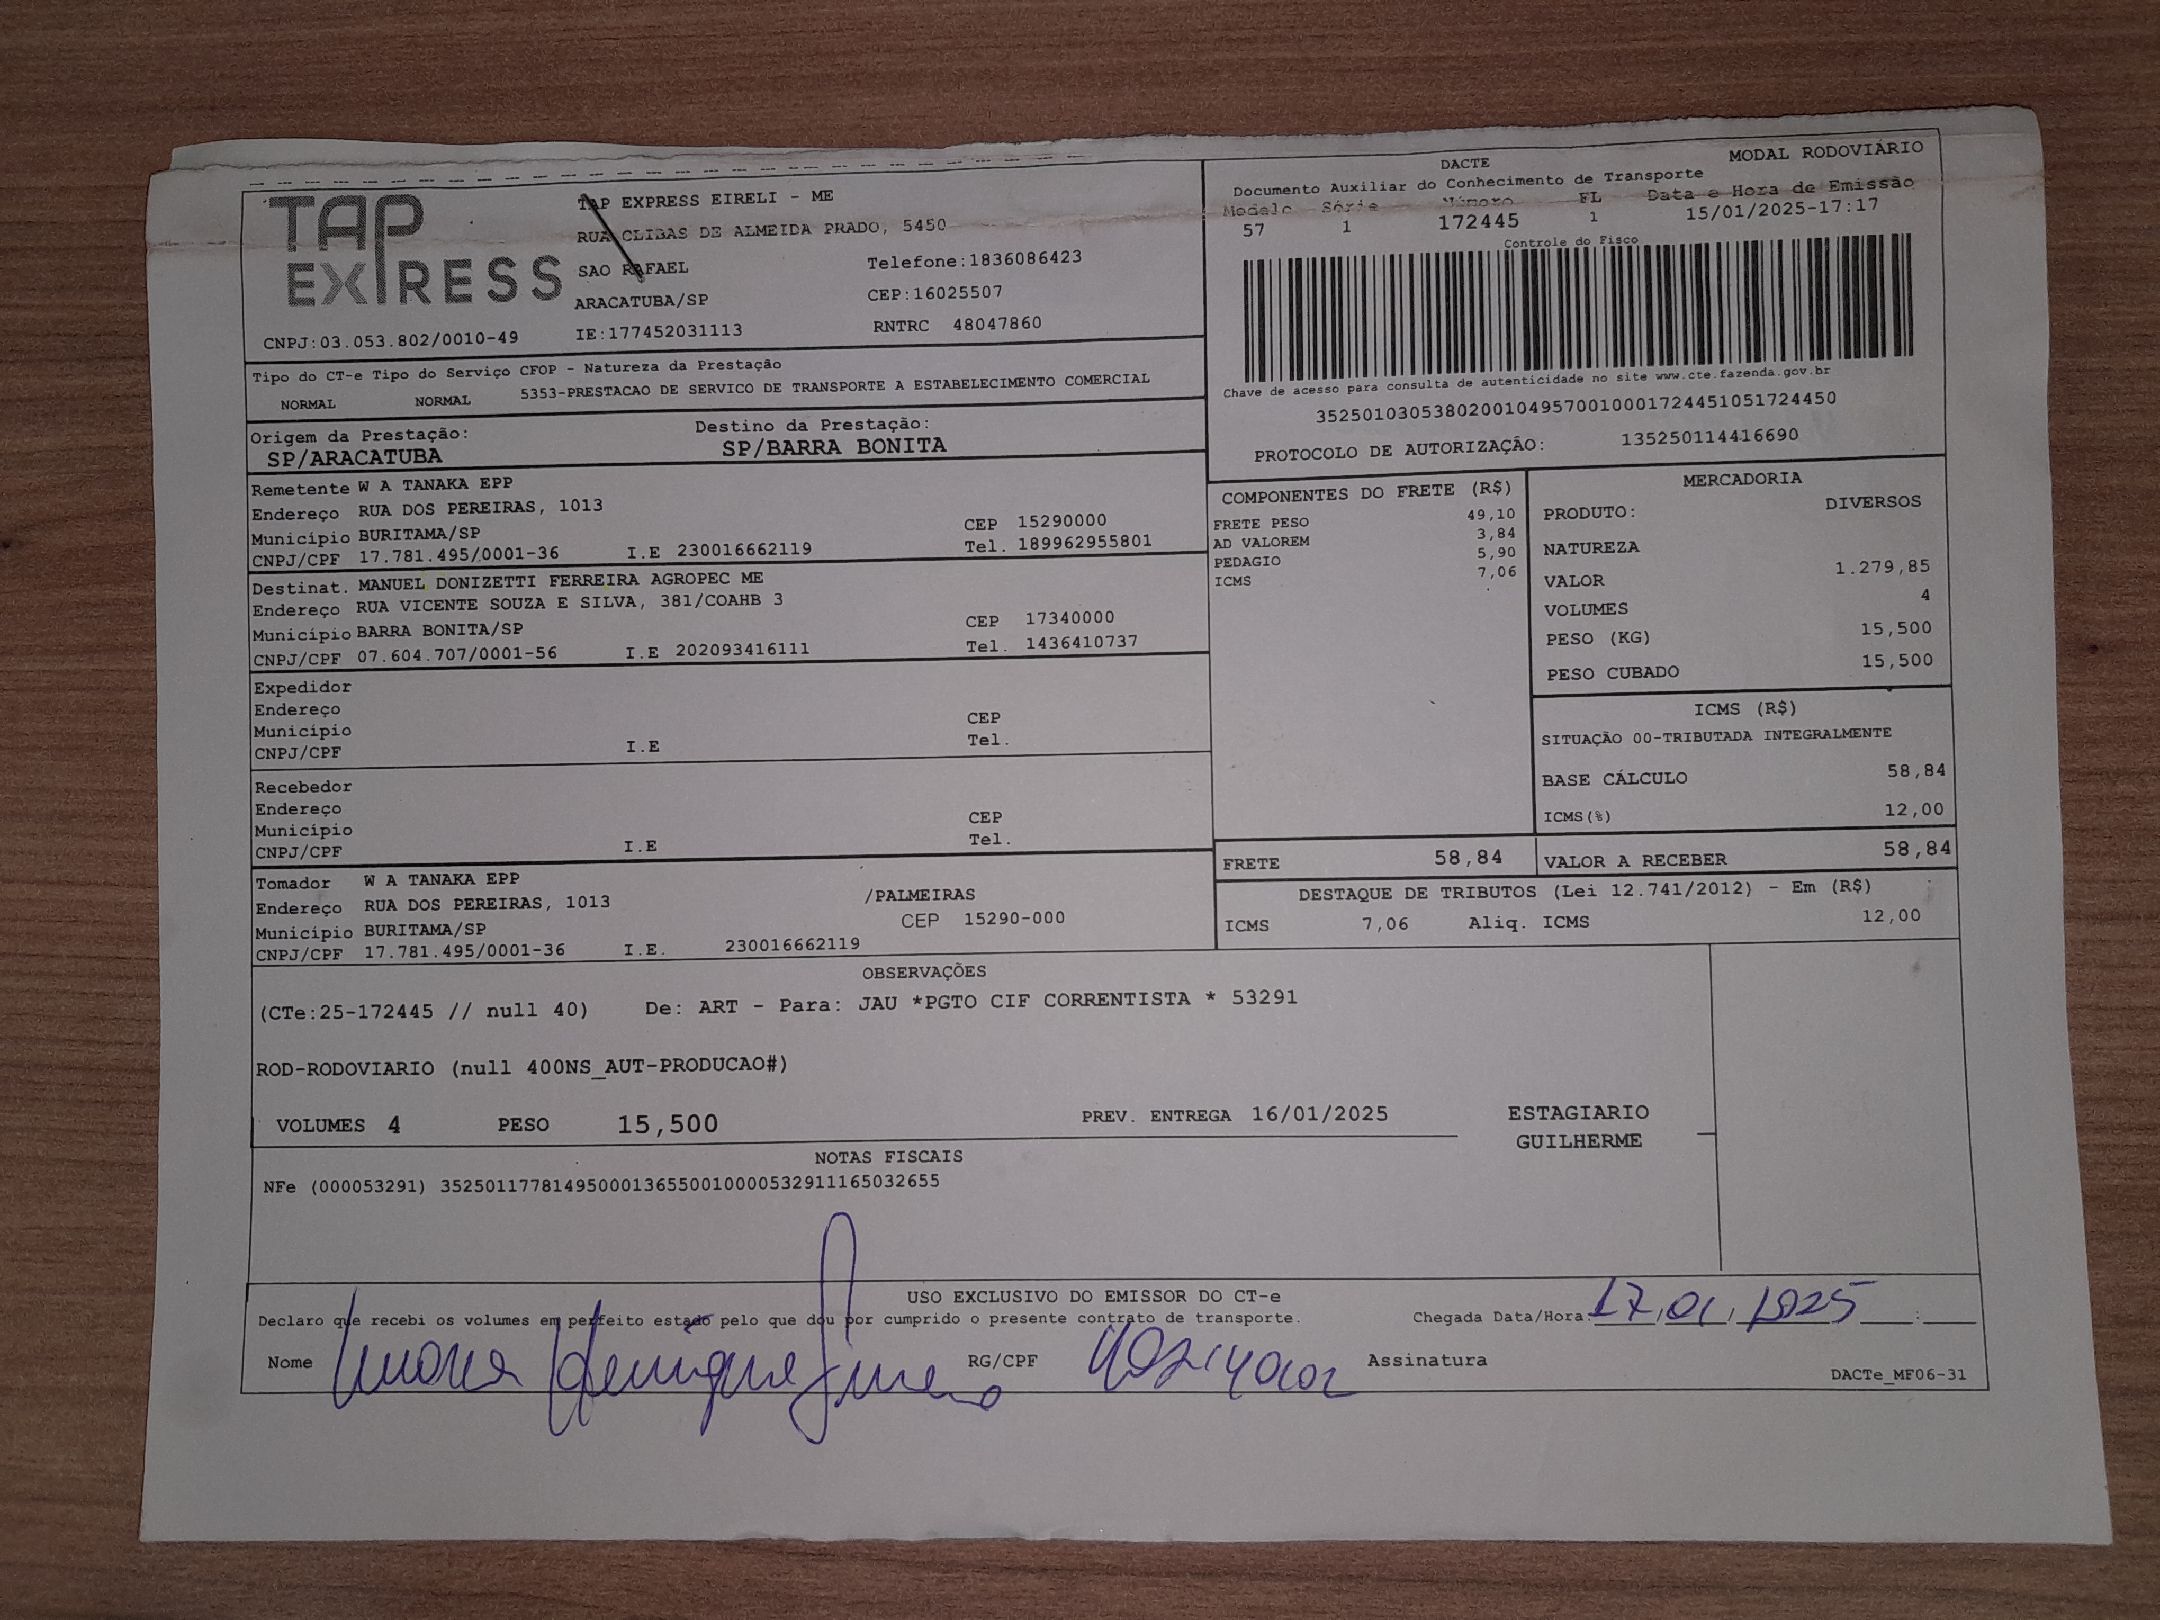 TAP EXPRESS
TAP EXPRESS EIRELI - ME
RUA CLIBAS DE ALMEIDA PRADO, 5450
SAO RAFAEL Telefone:1836086423
ARACATUBA/SP CEP:16025507
CNPJ:03.053.802/0010-49 IE:177452031113 RNTRC 48047860
DACTE MODAL RODOVIÁRIO
Documento Auxiliar do Conhecimento de Transporte
Modelo Série Número FL Data e Hora de Emissão
57 1 172445 1 15/01/2025-17:17
Controle do Fisco
Chave de acesso para consulta de autenticidade no site www.cte.fazenda.gov.br
35250103053802001049570010001724451051724450
PROTOCOLO DE AUTORIZAÇÃO: 135250114416690
Tipo do CT-e Tipo do Serviço CFOP - Natureza da Prestação
NORMAL NORMAL 5353-PRESTACAO DE SERVICO DE TRANSPORTE A ESTABELECIMENTO COMERCIAL
Origem da Prestação: Destino da Prestação:
SP/ARACATUBA SP/BARRA BONITA
Remetente W A TANAKA EPP
Endereço RUA DOS PEREIRAS, 1013
Município BURITAMA/SP CEP 15290000
CNPJ/CPF 17.781.495/0001-36 I.E 230016662119 Tel. 189962955801
Destinat. MANUEL DONIZETTI FERREIRA AGROPEC ME
Endereço RUA VICENTE SOUZA E SILVA, 381/COAHB 3
Município BARRA BONITA/SP CEP 17340000
CNPJ/CPF 07.604.707/0001-56 I.E 202093416111 Tel. 1436410737
Expedidor
Endereço
Município CEP
CNPJ/CPF I.E Tel.
Recebedor
Endereço
Município CEP
CNPJ/CPF I.E Tel.
Tomador W A TANAKA EPP
Endereço RUA DOS PEREIRAS, 1013 /PALMEIRAS
Município BURITAMA/SP CEP 15290-000
CNPJ/CPF 17.781.495/0001-36 I.E. 230016662119
COMPONENTES DO FRETE (R$)
FRETE PESO 49,10
AD VALOREM 3,84
PEDAGIO 5,90
ICMS 7,06
MERCADORIA
PRODUTO: DIVERSOS
NATUREZA
VALOR 1.279,85
VOLUMES 4
PESO (KG) 15,500
PESO CUBADO 15,500
ICMS (R$)
SITUAÇÃO 00-TRIBUTADA INTEGRALMENTE
BASE CÁLCULO 58,84
ICMS(%) 12,00
FRETE 58,84 VALOR A RECEBER 58,84
DESTAQUE DE TRIBUTOS (Lei 12.741/2012) - Em (R$)
ICMS 7,06 Aliq. ICMS 12,00
OBSERVAÇÕES
(CTe:25-172445 // null 40) De: ART - Para: JAU *PGTO CIF CORRENTISTA * 53291
ROD-RODOVIARIO (null 400NS_AUT-PRODUCAO#)
VOLUMES 4 PESO 15,500 PREV. ENTREGA 16/01/2025 ESTAGIARIO
GUILHERME
NOTAS FISCAIS
NFe (000053291) 35250117781495000136550010000532911165032655
USO EXCLUSIVO DO EMISSOR DO CT-e
Declaro que recebi os volumes em perfeito estado pelo que dou por cumprido o presente contrato de transporte. Chegada Data/Hora: 17,01,2025 :
Nome RG/CPF Assinatura
DACTe_MF06-31